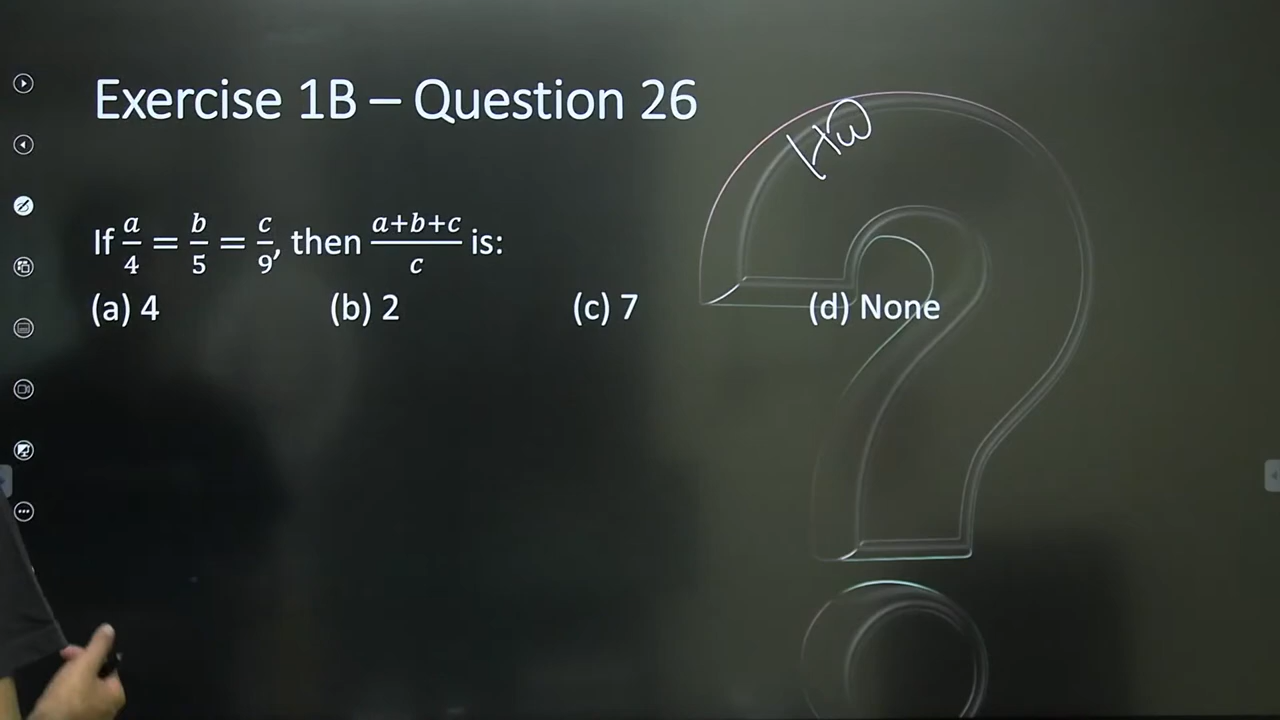 Exercise 1B – Question 26
Hw
If a/4 = b/5 = c/9, then a+b+c/c is:
(a) 4 (b) 2 (c) 7 (d) None